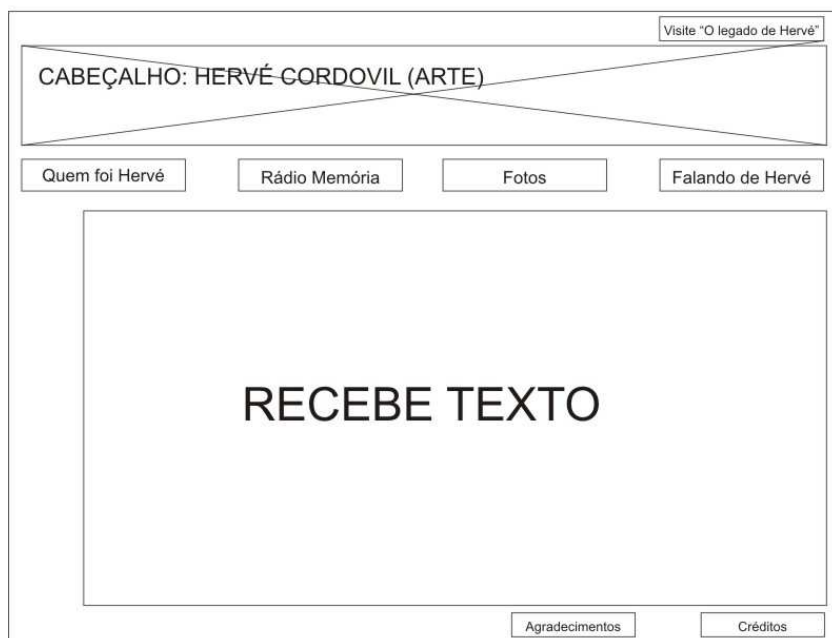 Visite “O legado de Hervé”
CABEÇALHO: HERVÉ CORDOVIL (ARTE)
Quem foi Hervé
Rádio Memória
Fotos
Falando de Hervé
RECEBE TEXTO
Agradecimentos
Créditos